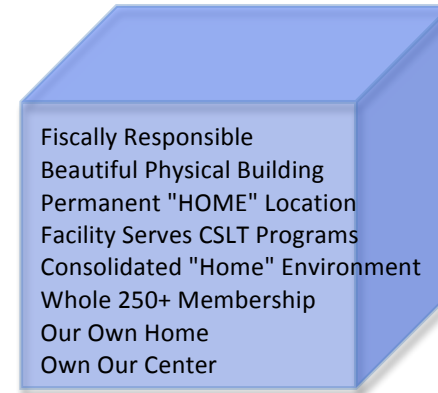 Fiscally Responsible
Beautiful Physical Building
Permanent "HOME" Location
Facility Serves CSLT Programs
Consolidated "Home" Environment
Whole 250+ Membership
Our Own Home
Own Our Center